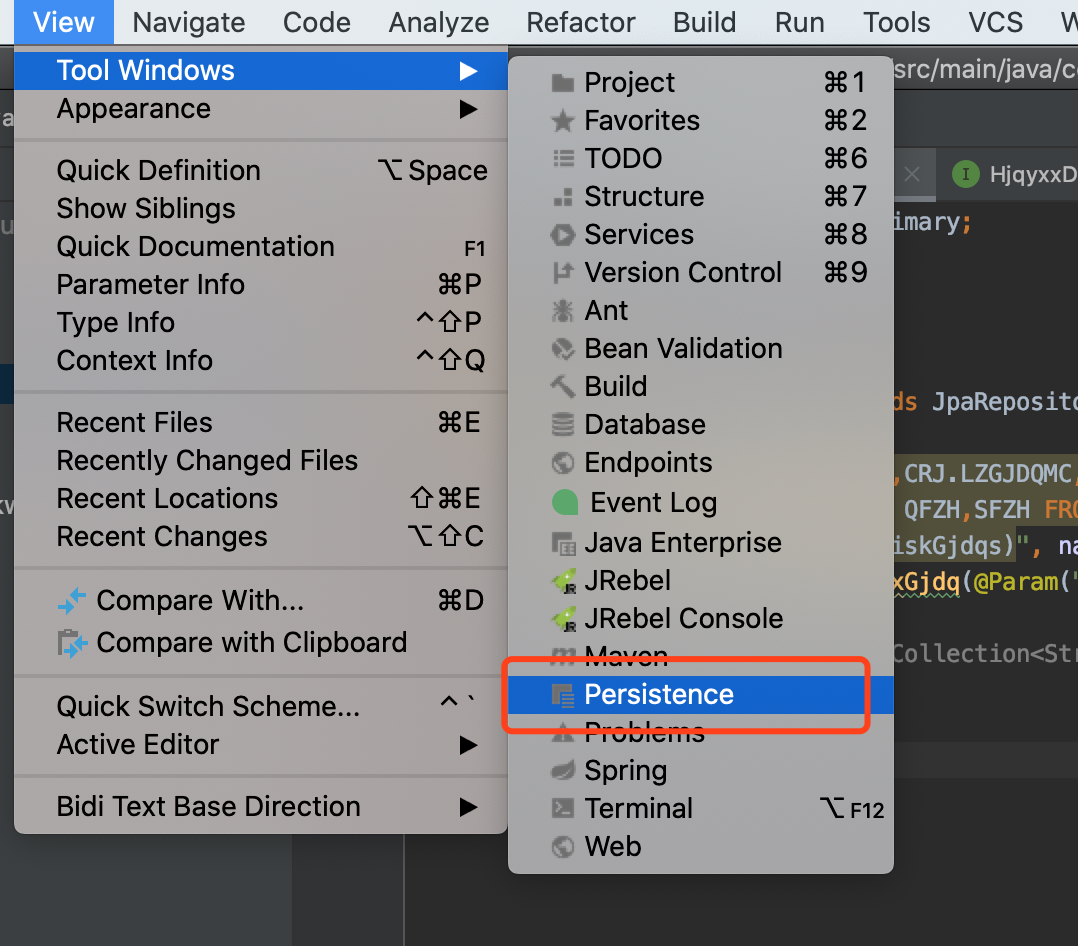 View Navigate Code Analyze Refactor Build Run Tools VCS
Tool Windows ▶
Appearance ▶
Quick Definition ⌥ Space
Show Siblings
Quick Documentation F1
Parameter Info ⌘P
Type Info ^⇧P
Context Info ^⇧Q
Recent Files ⌘E
Recently Changed Files
Recent Locations ⇧⌘E
Recent Changes ⌥⇧C
Compare With... ⌘D
Compare with Clipboard
Quick Switch Scheme... ^ `
Active Editor ▶
Bidi Text Base Direction ▶
Project ⌘1
Favorites ⌘2
TODO ⌘6
Structure ⌘7
Services ⌘8
Version Control ⌘9
Ant
Bean Validation
Build
Database
Endpoints
Event Log
Java Enterprise
JRebel
JRebel Console
Maven
Persistence
Problems
Spring
Terminal ⌥ F12
Web
src/main/java/c
I HjqyxxD
imary;
ds JpaReposito
,CRJ.LZGJDQMC,
QFZH,SFZH FRO
iskGjdqs)", na
xGjdq(@Param("
Collection<Str